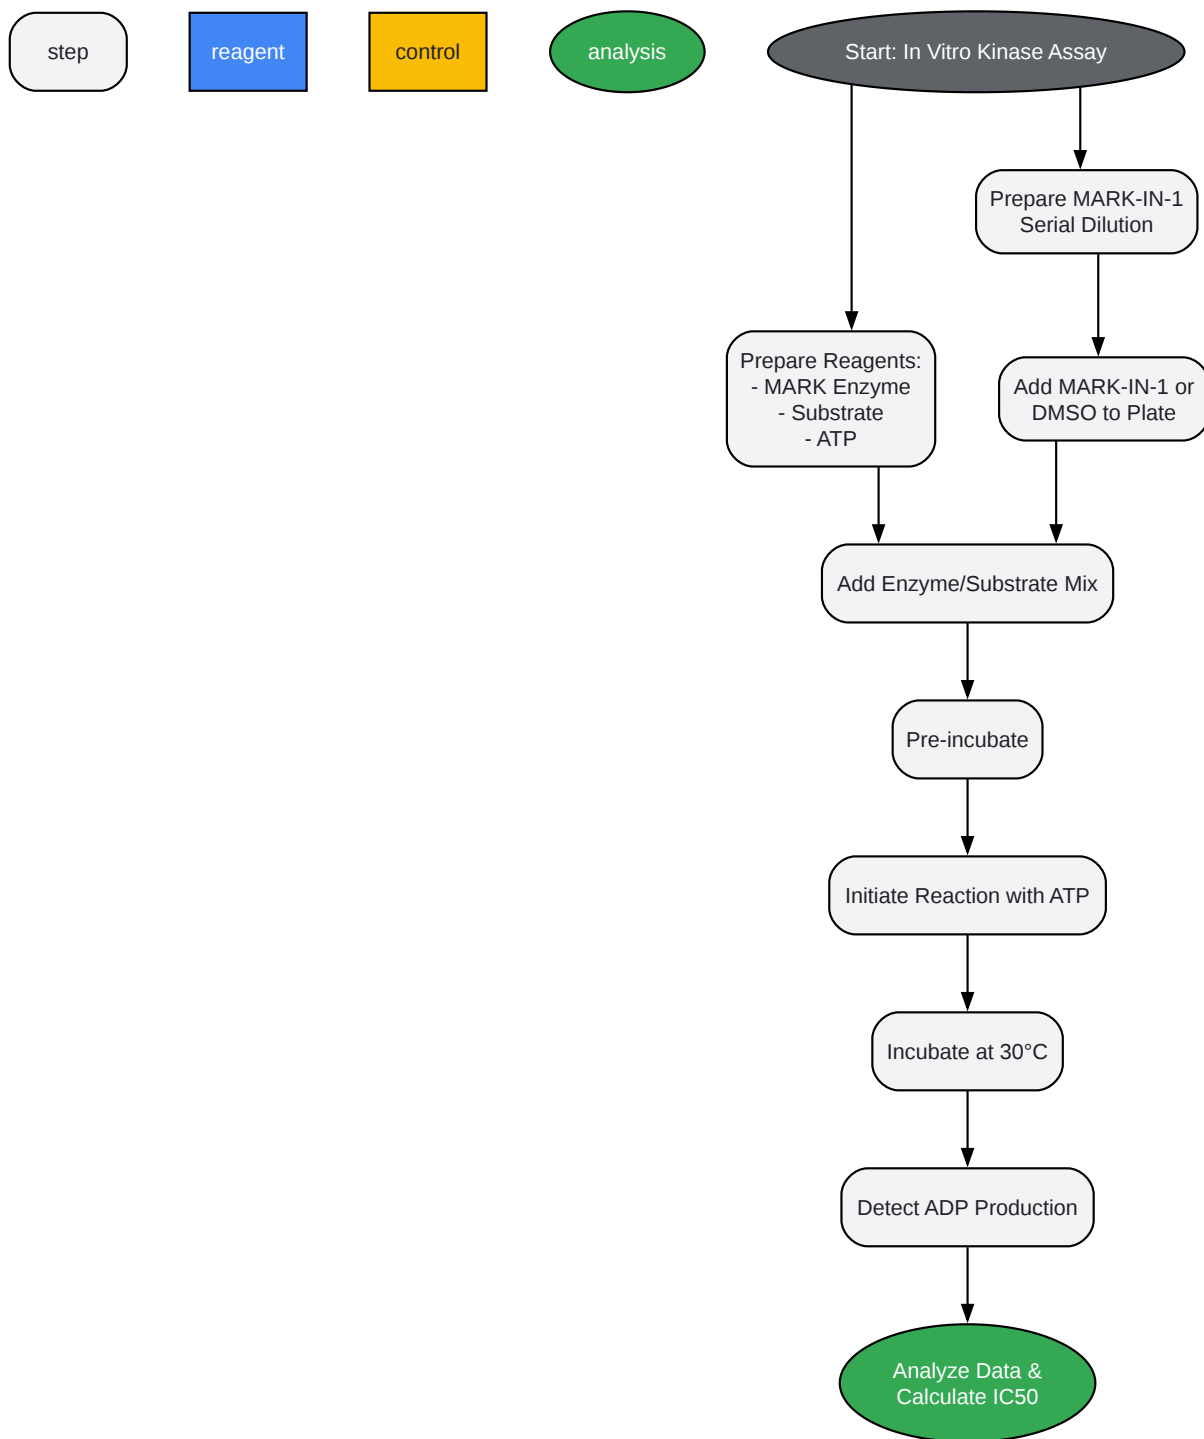 step
reagent
control
analysis
Start: In Vitro Kinase Assay
Prepare MARK-IN-1
Serial Dilution
Prepare Reagents:
- MARK Enzyme
- Substrate
- ATP
Add MARK-IN-1 or
DMSO to Plate
Add Enzyme/Substrate Mix
Pre-incubate
Initiate Reaction with ATP
Incubate at 30°C
Detect ADP Production
Analyze Data &
Calculate IC50